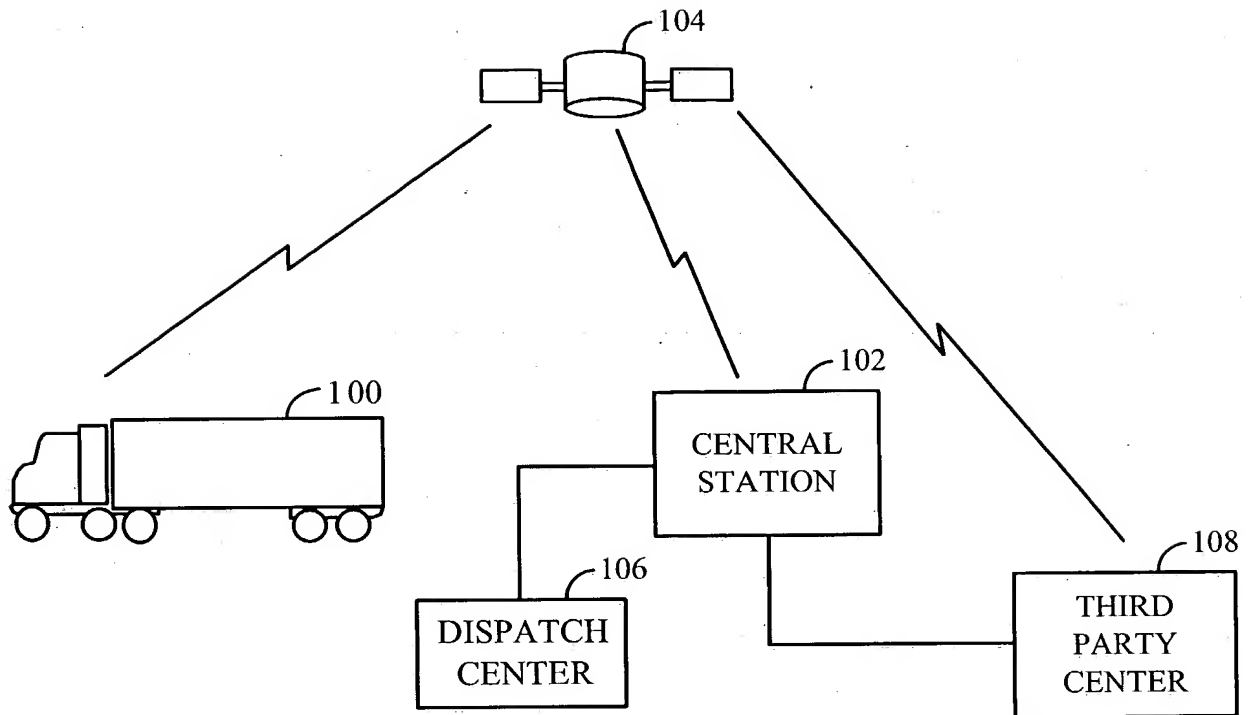 104
100
102
CENTRAL
STATION
106
DISPATCH
CENTER
108
THIRD
PARTY
CENTER